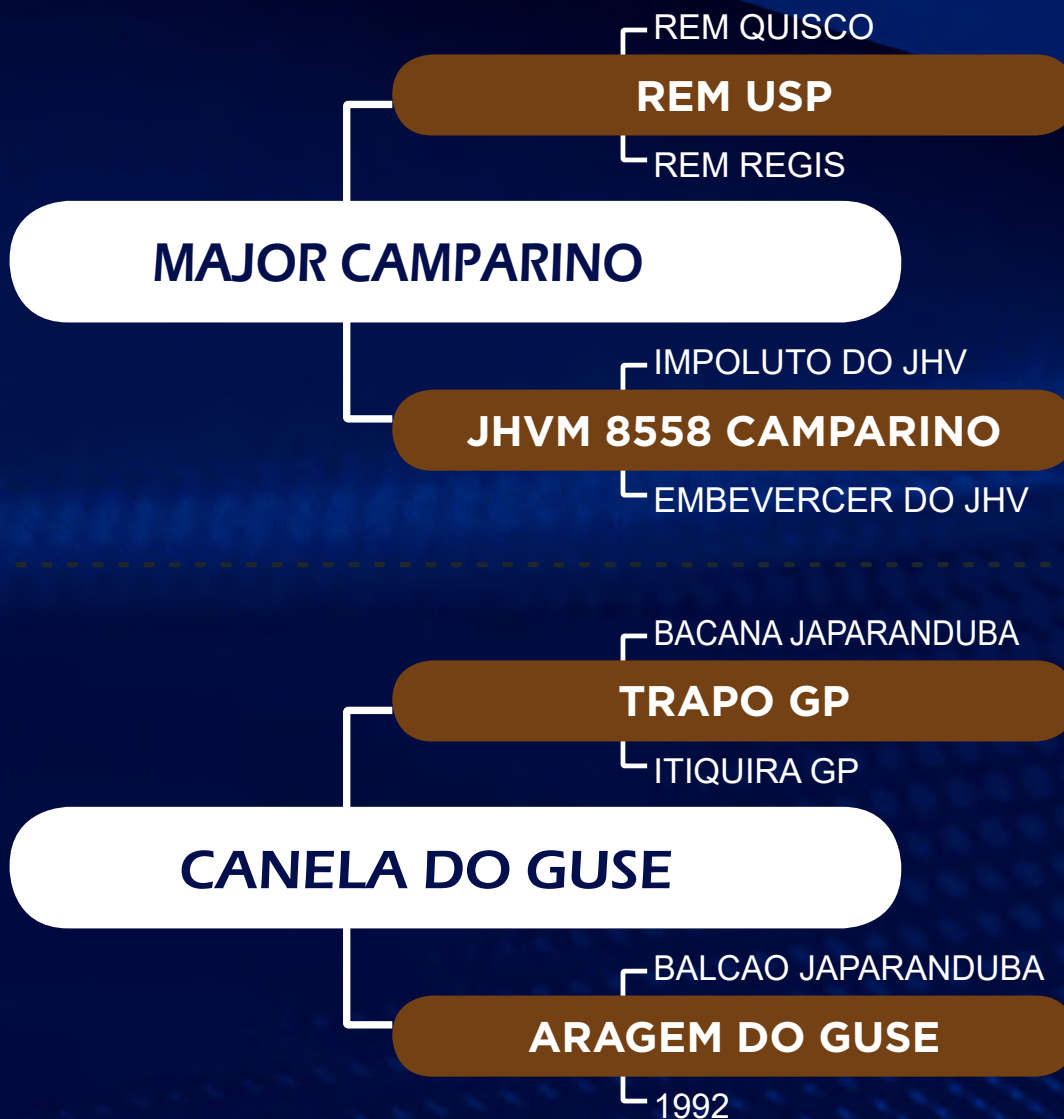 REM QUISCO
REM USP
REM REGIS
MAJOR CAMPARINO
IMPOLUTO DO JHV
JHVM 8558 CAMPARINO
EMBEVERCER DO JHV
BACANA JAPARANDUBA
TRAPO GP
ITIQUIRA GP
CANELA DO GUSE
BALCAO JAPARANDUBA
ARAGEM DO GUSE
1992